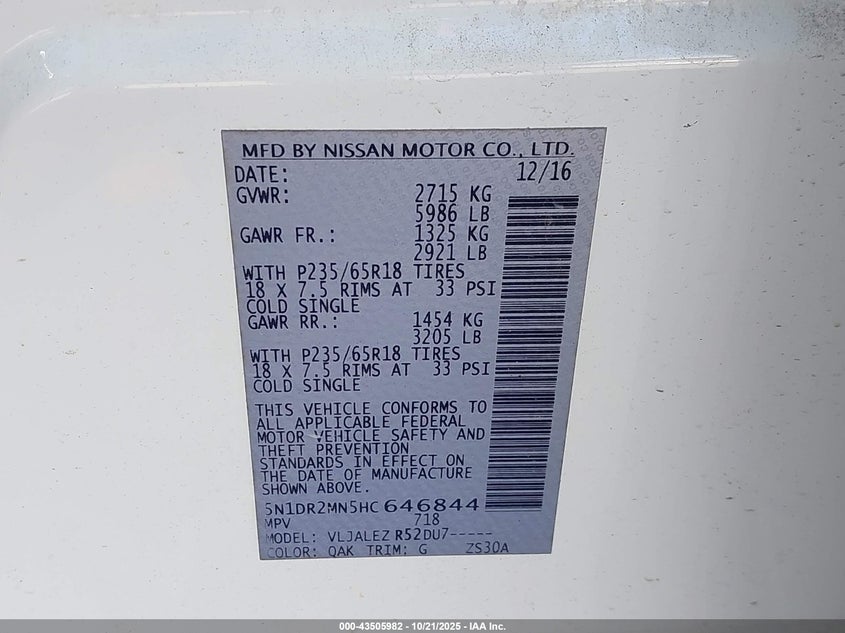 MFD BY NISSAN MOTOR CO., LTD.
DATE: 12/16
GVWR: 2715 KG
5986 LB
GAWR FR.: 1325 KG
2921 LB
WITH P235/65R18 TIRES
18 X 7.5 RIMS AT 33 PSI
COLD SINGLE
GAWR RR.: 1454 KG
3205 LB
WITH P235/65R18 TIRES
18 X 7.5 RIMS AT 33 PSI
COLD SINGLE
THIS VEHICLE CONFORMS TO
ALL APPLICABLE FEDERAL
MOTOR VEHICLE SAFETY AND
THEFT PREVENTION
STANDARDS IN EFFECT ON
THE DATE OF MANUFACTURE
SHOWN ABOVE.
5N1DR2MN5HC 646844
MPV 718
MODEL: VLJALEZ R52DU7-----
COLOR: QAK TRIM: G ZS30A
000-43505982 - 10/21/2025 - IAA Inc.